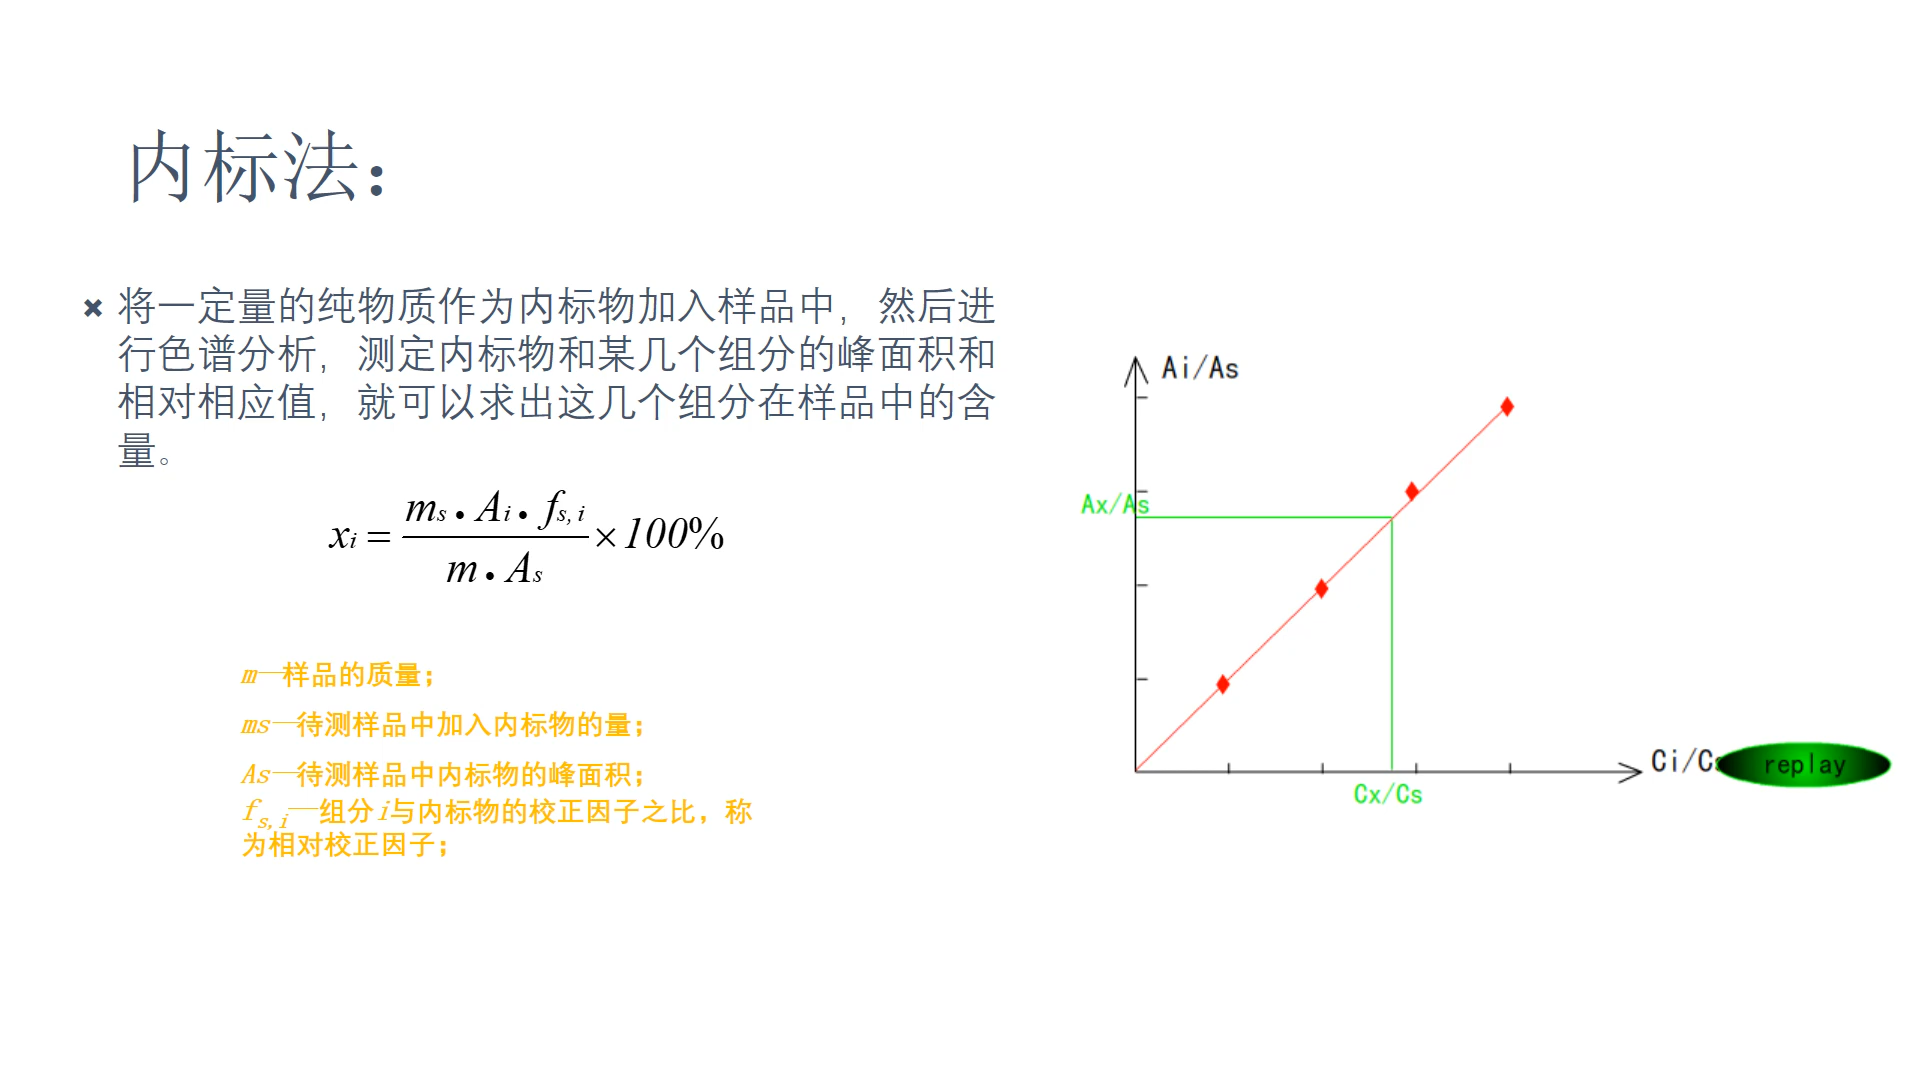 内标法：
将一定量的纯物质作为内标物加入样品中，然后进
行色谱分析，测定内标物和某几个组分的峰面积和
相对相应值，就可以求出这几个组分在样品中的含
量。
xi = ms•Ai•fs,i / m•As ×100%
m—样品的质量；
ms—待测样品中加入内标物的量；
As—待测样品中内标物的峰面积；
fs,i—组分i与内标物的校正因子之比，称
为相对校正因子；
Ai/As
Ax/As
Cx/Cs
Ci/Cs
replay